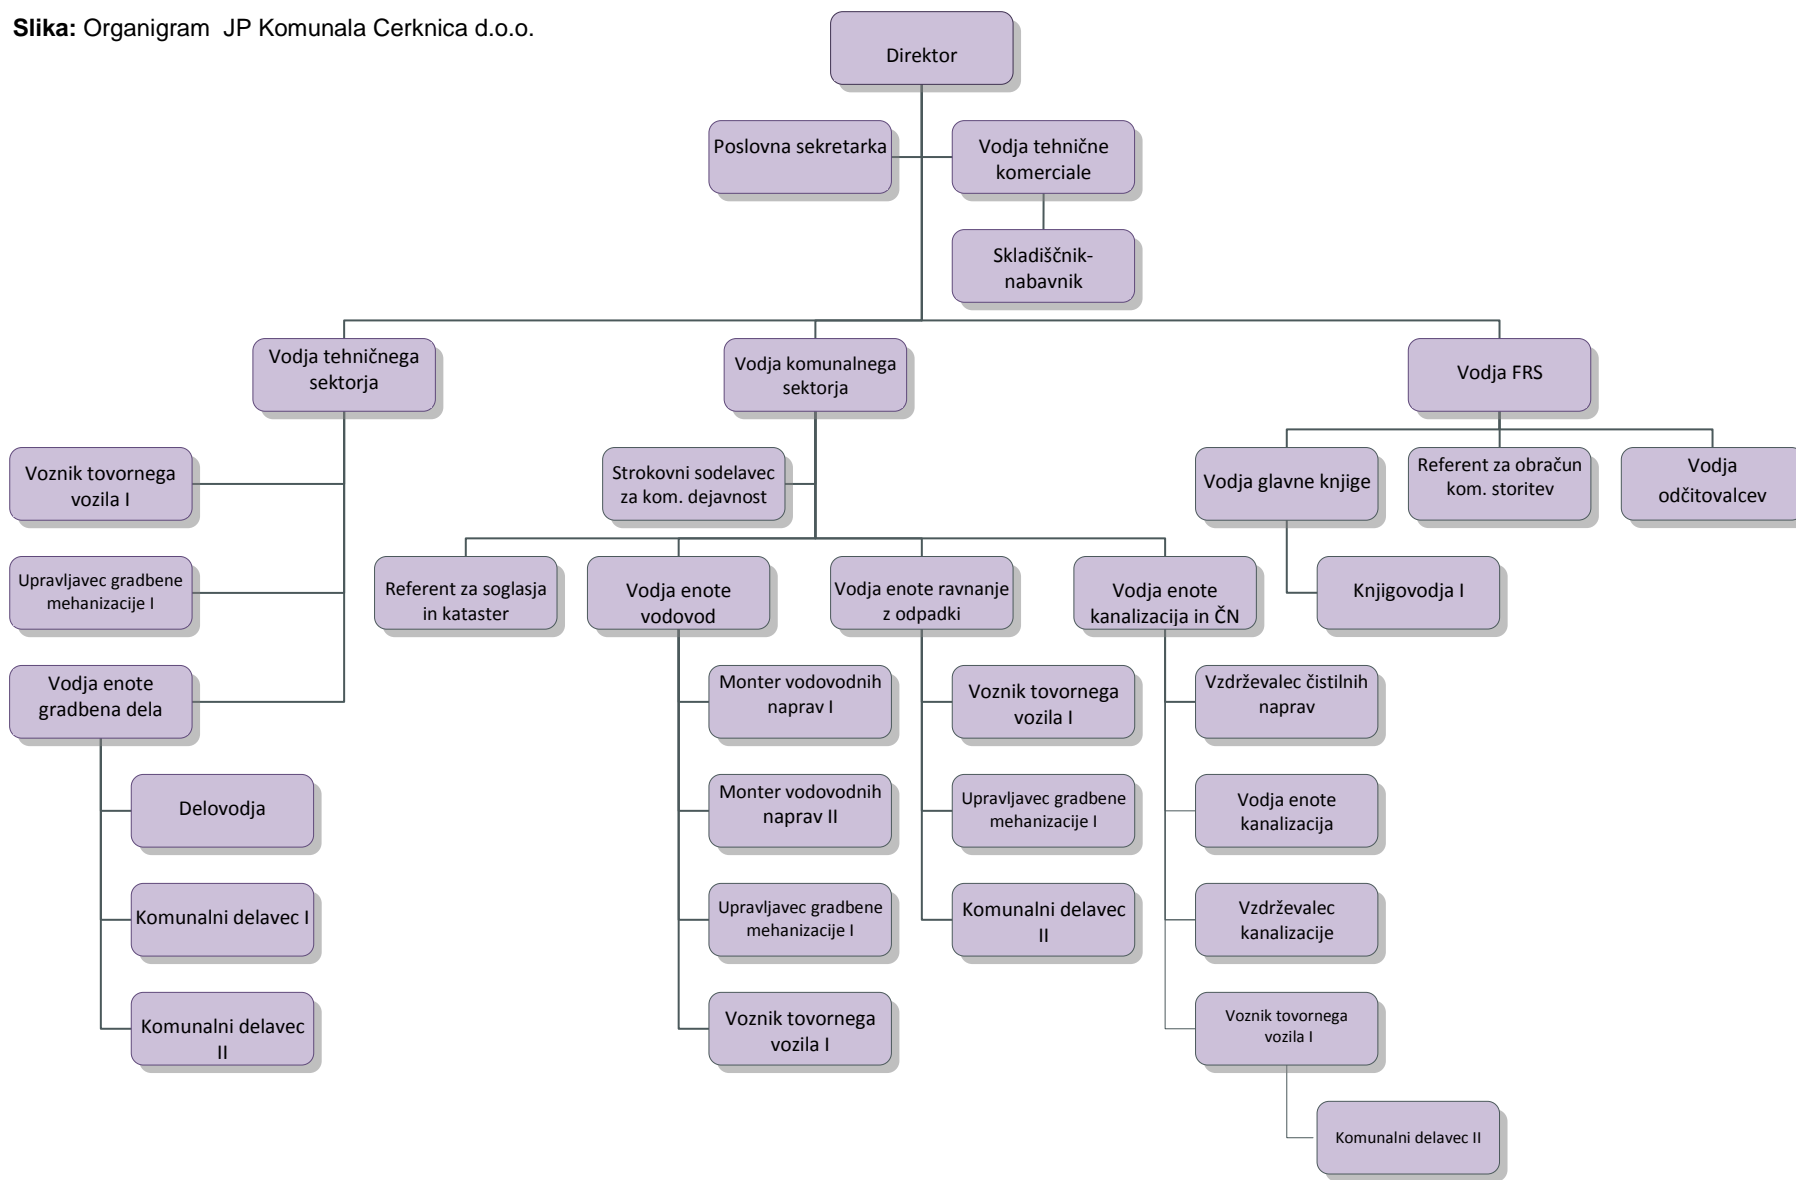 Slika: Organigram JP Komunala Cerknica d.o.o.
Direktor
Poslovna sekretarka
Vodja tehnične
komerciale
Skladiščnik-
nabavnik
Vodja tehničnega
sektorja
Vodja komunalnega
sektorja
Vodja FRS
Voznik tovornega
vozila I
Strokovni sodelavec
za kom. dejavnost
Vodja glavne knjige
Referent za obračun
kom. storitev
Vodja
odčitovalcev
Upravljavec gradbene
mehanizacije I
Referent za soglasja
in kataster
Vodja enote
vodovod
Vodja enote ravnanje
z odpadki
Vodja enote
kanalizacija in ČN
Knjigovodja I
Vodja enote
gradbena dela
Monter vodovodnih
naprav I
Voznik tovornega
vozila I
Vzdrževalec čistilnih
naprav
Delovodja
Monter vodovodnih
naprav II
Upravljavec gradbene
mehanizacije I
Vodja enote
kanalizacija
Komunalni delavec I
Upravljavec gradbene
mehanizacije I
Komunalni delavec
II
Vzdrževalec
kanalizacije
Komunalni delavec
II
Voznik tovornega
vozila I
Voznik tovornega
vozila I
Komunalni delavec II